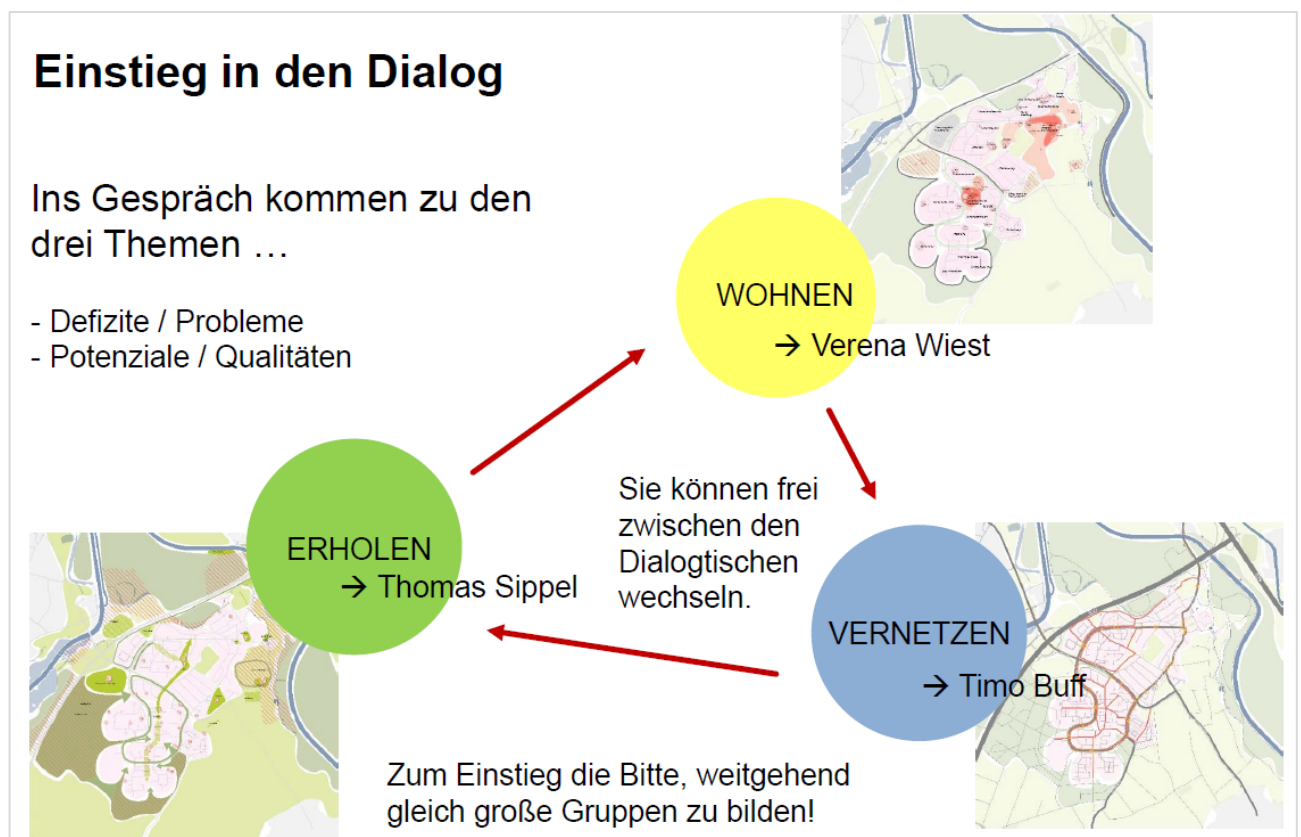 Einstieg in den Dialog
Ins Gespräch kommen zu den
drei Themen …
- Defizite / Probleme
- Potenziale / Qualitäten
WOHNEN
→ Verena Wiest
Sie können frei
zwischen den
Dialogtischen
wechseln.
ERHOLEN
→ Thomas Sippel
VERNETZEN
→ Timo Buff
Zum Einstieg die Bitte, weitgehend
gleich große Gruppen zu bilden!